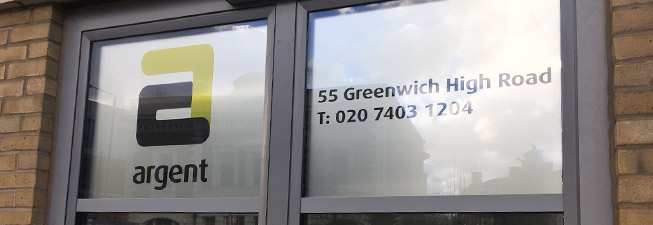 argent
55 Greenwich High Road
T: 020 7403 1204